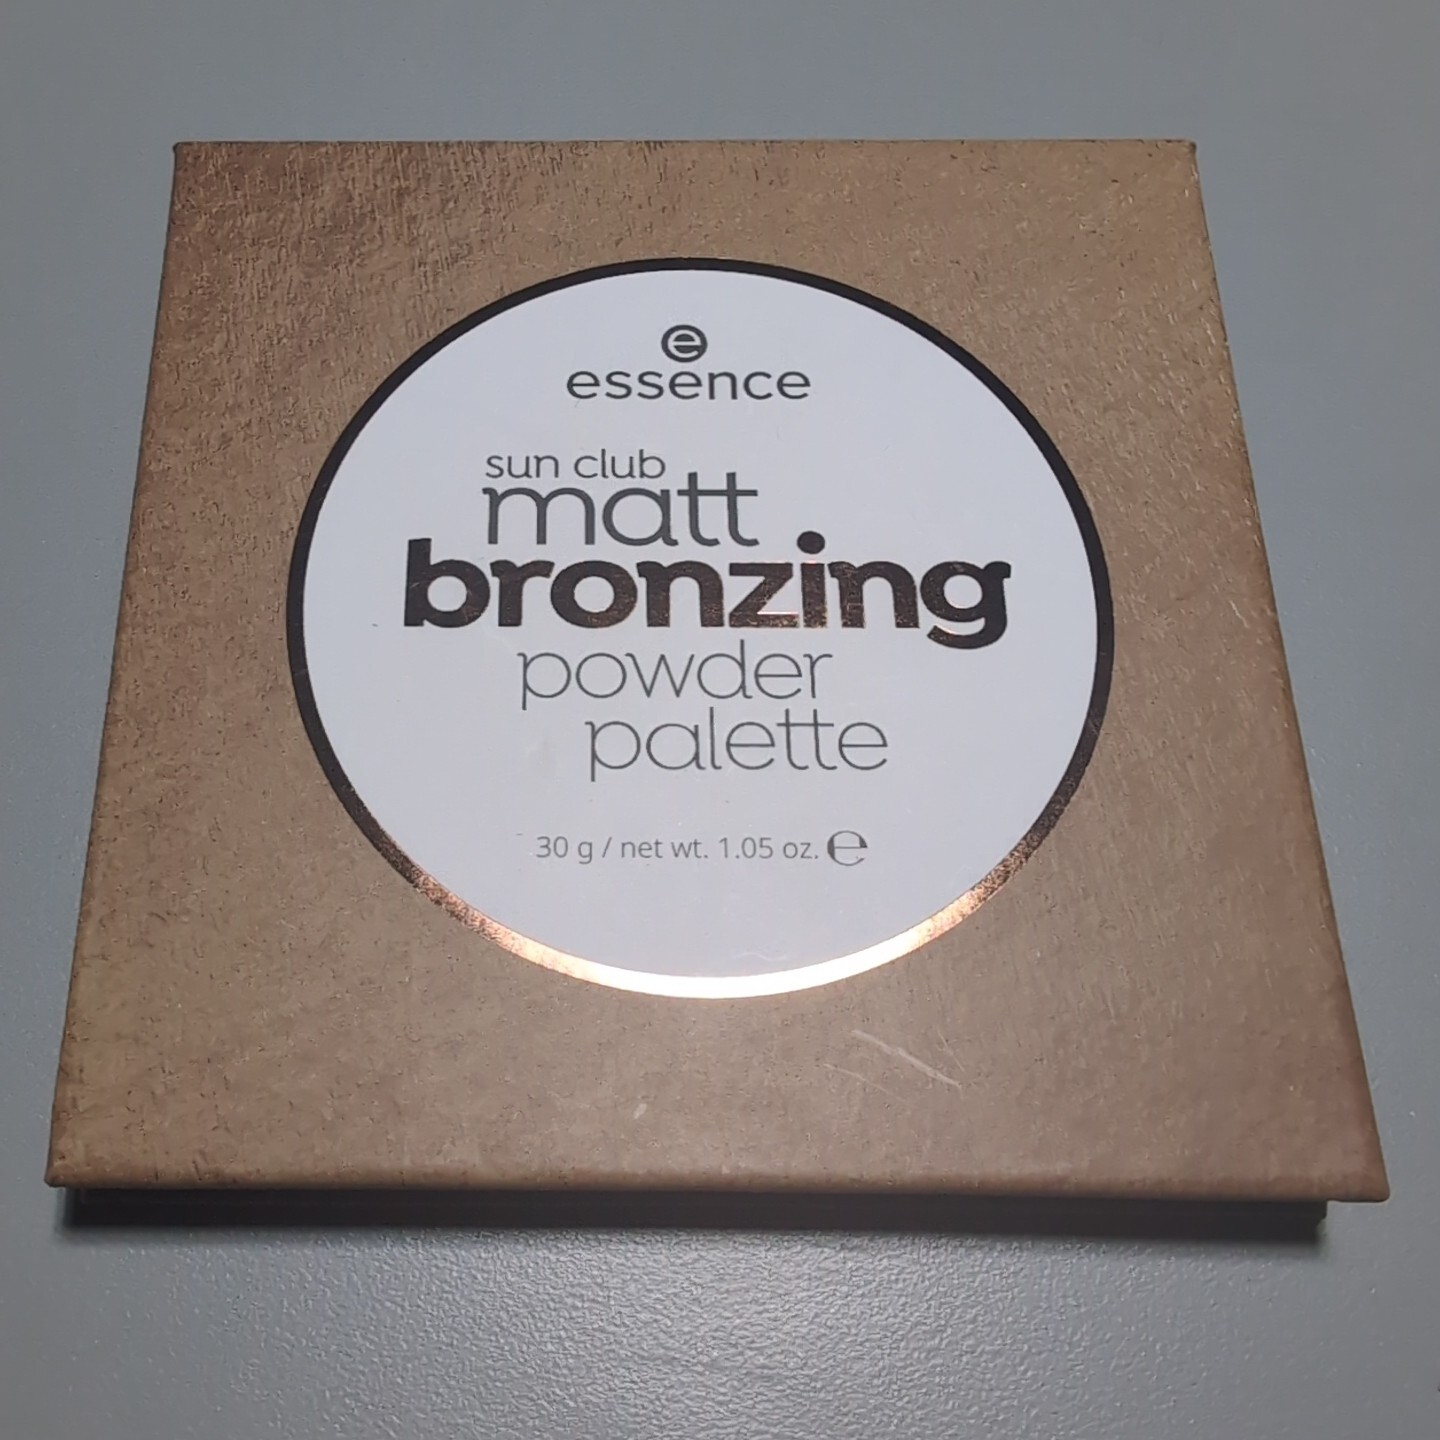 e
essence
sun club
matt
bronzing
powder
palette
30 g / net wt. 1.05 oz. ℮